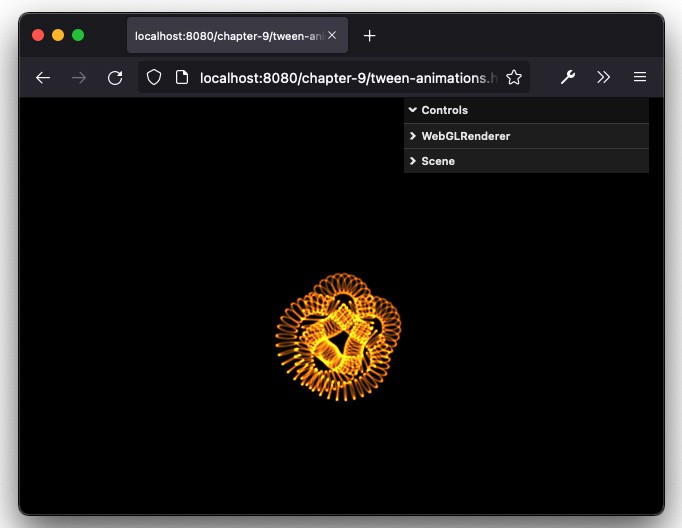 localhost:8080/chapter-9/tween-ani
localhost:8080/chapter-9/tween-animations.h
Controls
WebGLRenderer
Scene